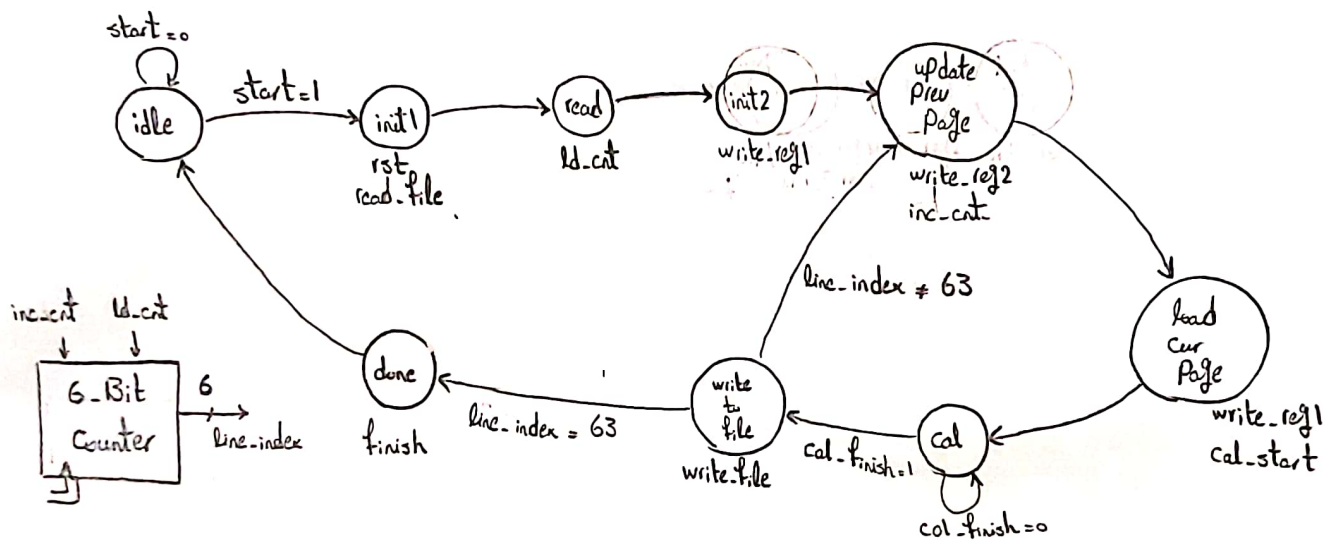 start=0
idle
start=1
init1
rst
read_file
read
ld_cnt
init2
write_reg1
update
prev
_page
write_reg2
inc_cnt_
load
cur
page
write_reg1
cal_start
cal
cal_finish=0
cal_finish=1
write
to
file
write_file
line_index ≠ 63
line_index = 63
done
finish
inc_cnt
ld_cnt
6_Bit
Counter
6
line_index